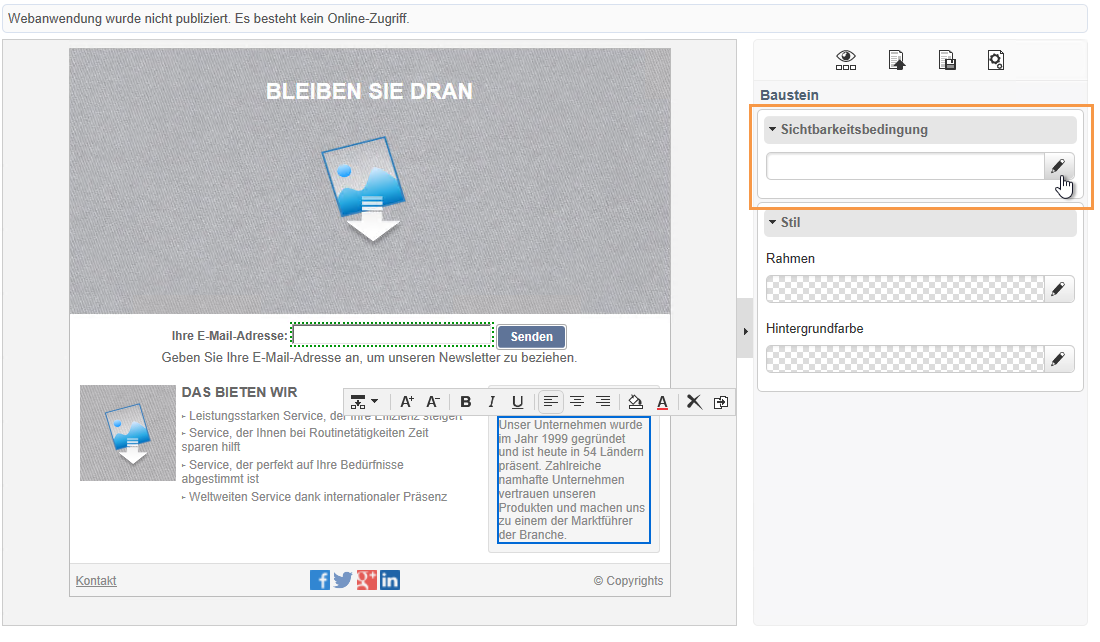 Webanwendung wurde nicht publiziert. Es besteht kein Online-Zugriff.
BLEIBEN SIE DRAN
Ihre E-Mail-Adresse:
Senden
Geben Sie Ihre E-Mail-Adresse an, um unseren Newsletter zu beziehen.
DAS BIETEN WIR
Leistungsstarken Service, der Ihre Effizienz steigert
Service, der Ihnen bei Routinetätigkeiten Zeit
sparen hilft
Service, der perfekt auf Ihre Bedürfnisse
abgestimmt ist
Weltweiten Service dank internationaler Präsenz
A+ A- B I U A
Unser Unternehmen wurde
im Jahr 1999 gegründet
und ist heute in 54 Ländern
präsent. Zahlreiche
namhafte Unternehmen
vertrauen unseren
Produkten und machen uns
zu einem der Marktführer
der Branche.
Kontakt
f
g+
in
© Copyrights
Baustein
Sichtbarkeitsbedingung
Stil
Rahmen
Hintergrundfarbe